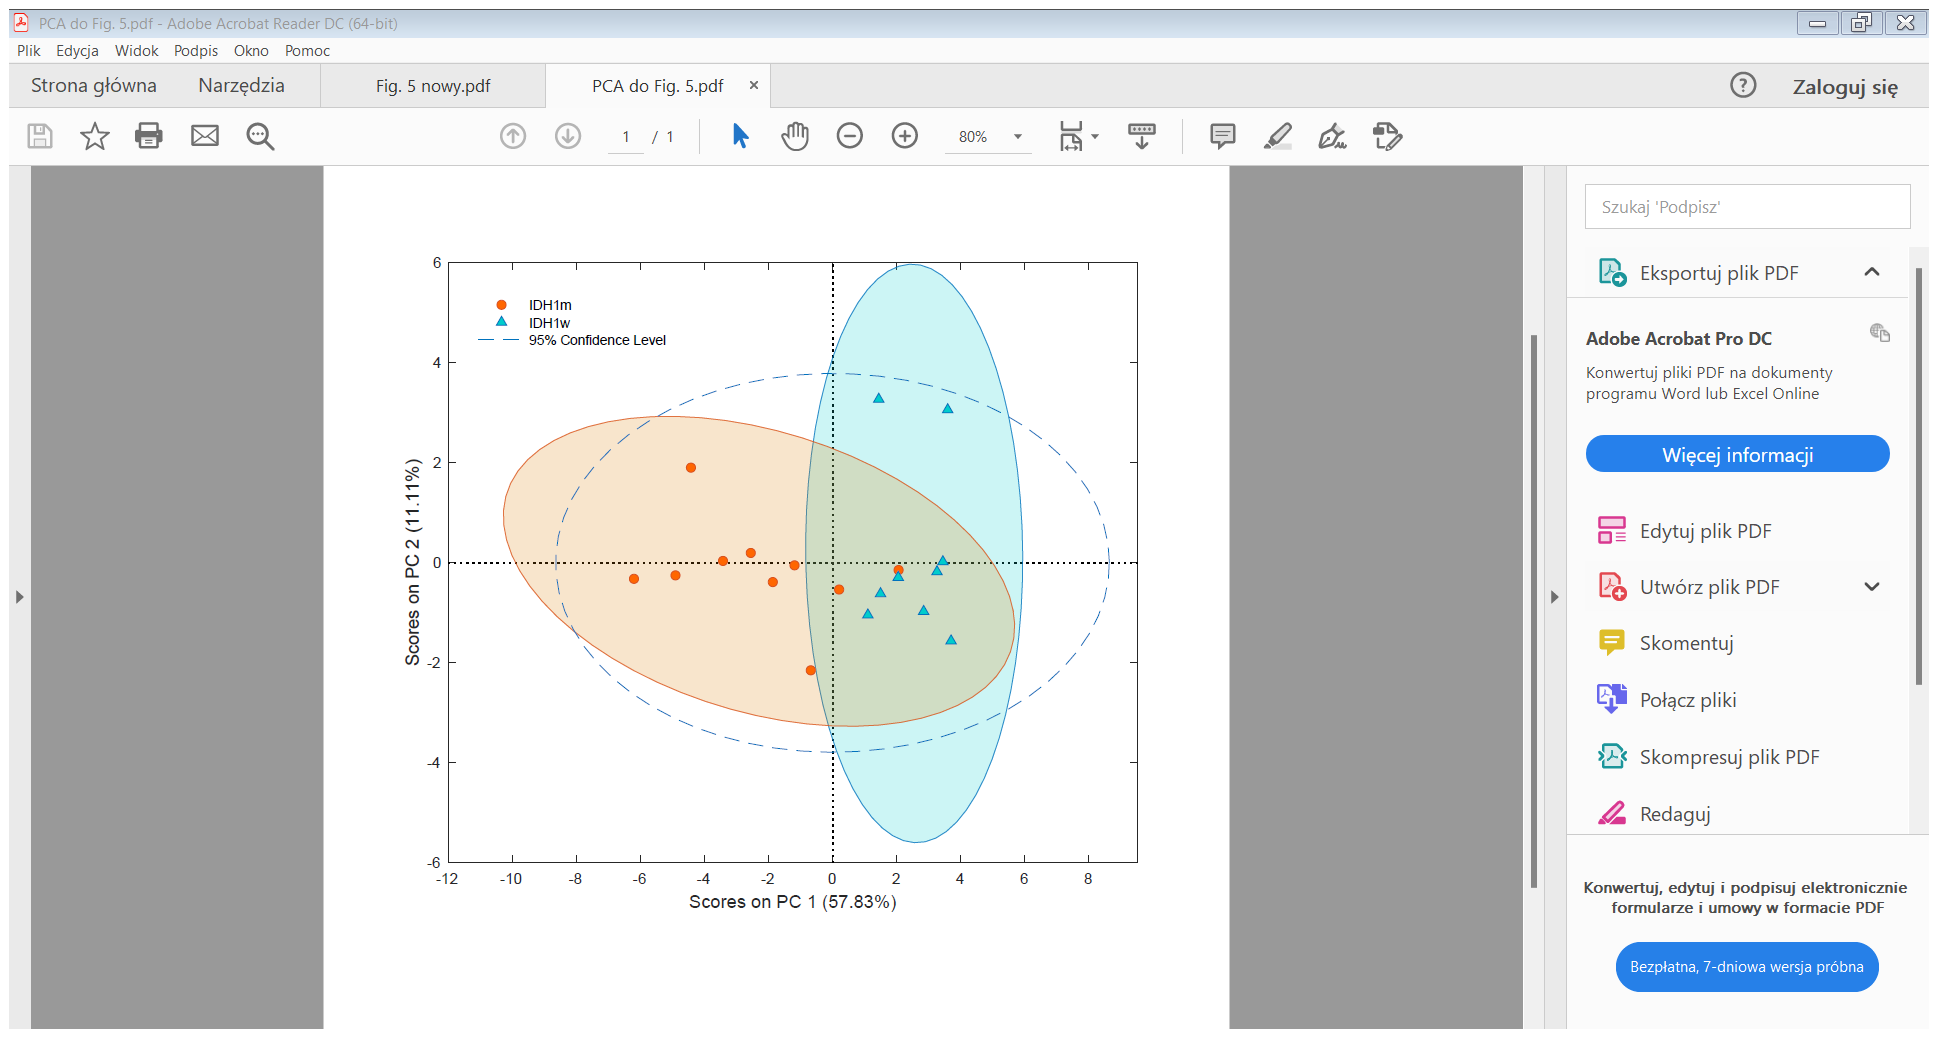 PCA do Fig. 5.pdf - Adobe Acrobat Reader DC (64-bit)
Plik Edycja Widok Podpis Okno Pomoc
Strona główna Narzędzia Fig. 5 nowy.pdf PCA do Fig. 5.pdf × ? Zaloguj się
1 / 1 80%
Szukaj 'Podpisz'
Eksportuj plik PDF
Adobe Acrobat Pro DC
Konwertuj pliki PDF na dokumenty
programu Word lub Excel Online
Więcej informacji
Edytuj plik PDF
Utwórz plik PDF
Skomentuj
Połącz pliki
Skompresuj plik PDF
Redaguj
Konwertuj, edytuj i podpisuj elektronicznie
formularze i umowy w formacie PDF
Bezpłatna, 7-dniowa wersja próbna
IDH1m
IDH1w
95% Confidence Level
6
4
2
0
-2
-4
-6
Scores on PC 2 (11.11%)
-12 -10 -8 -6 -4 -2 0 2 4 6 8
Scores on PC 1 (57.83%)